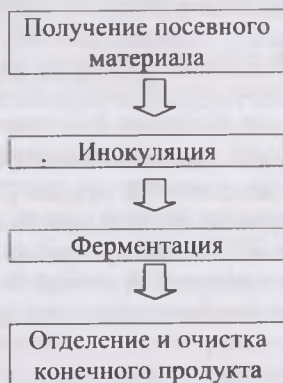 Получение посевного
материала
Инокуляция
Ферментация
Отделение и очистка
конечного продукта